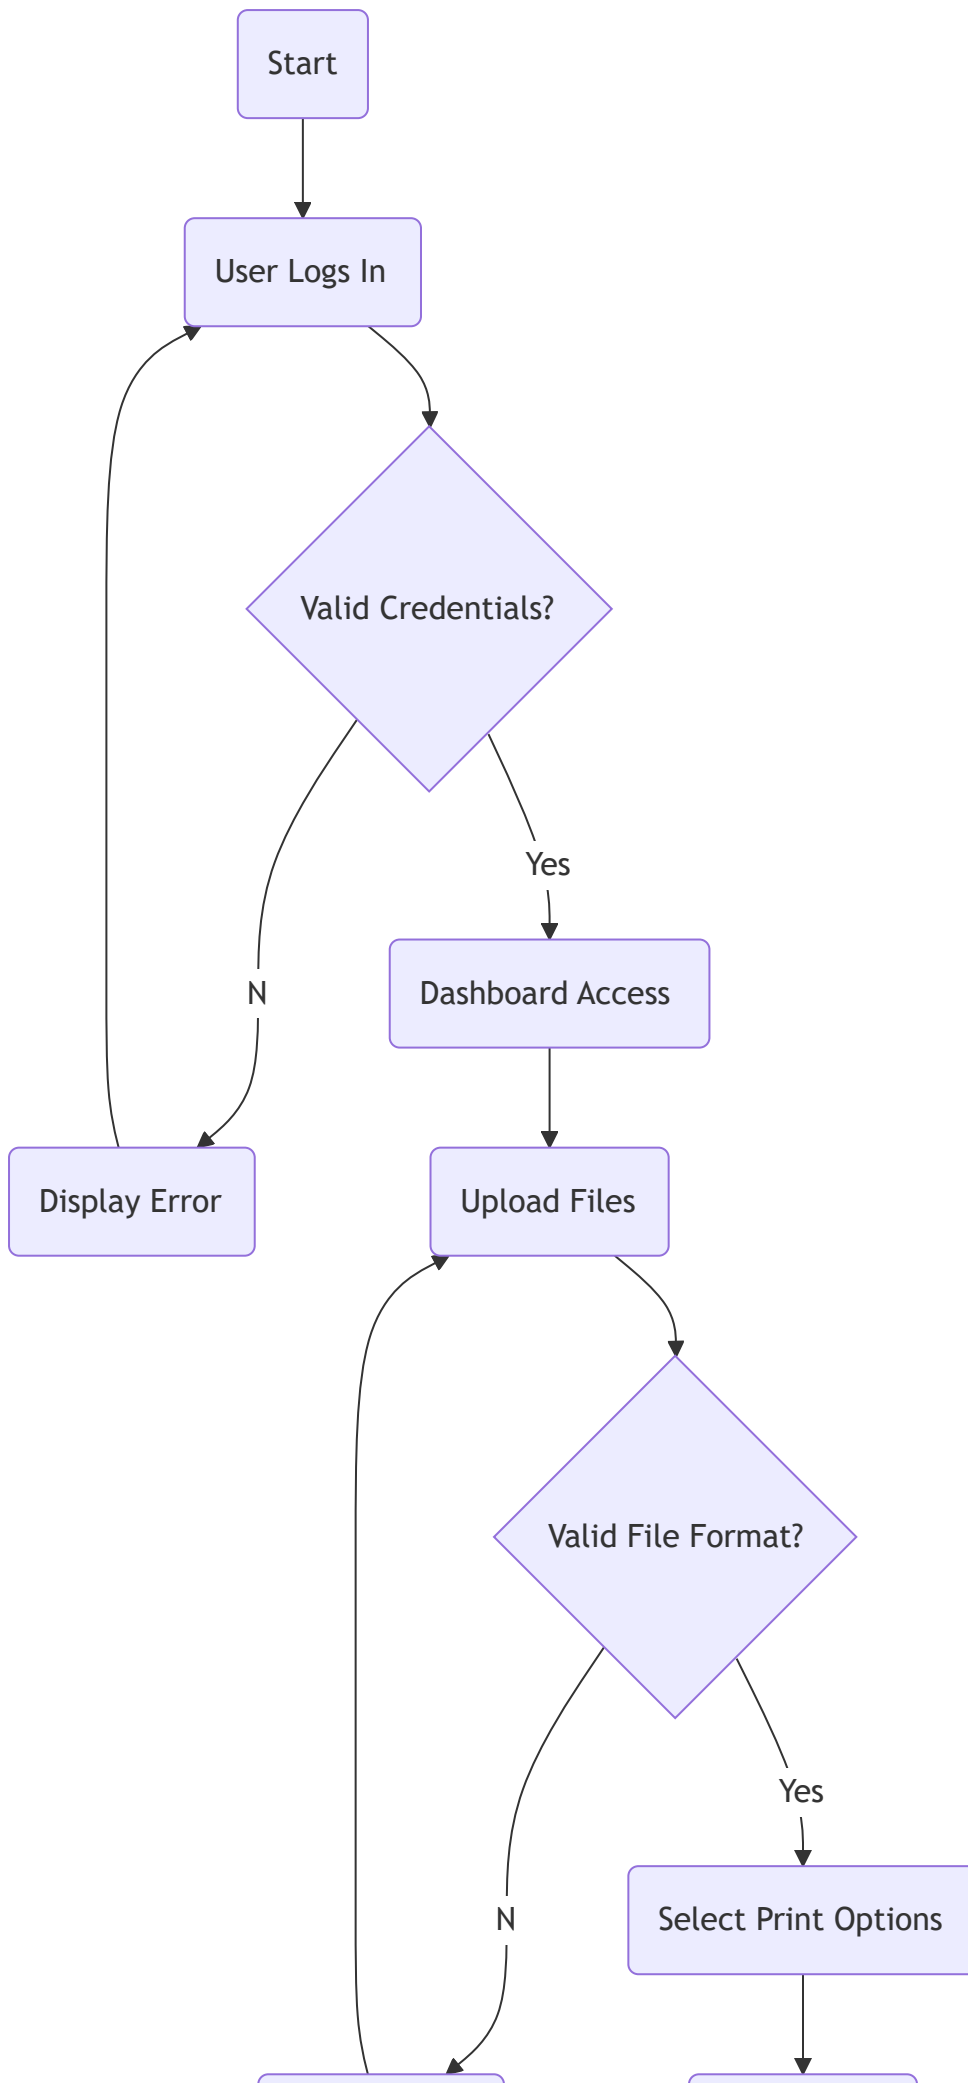 Start
User Logs In
Valid Credentials?
Yes
N
Dashboard Access
Display Error
Upload Files
Valid File Format?
Yes
N
Select Print Options